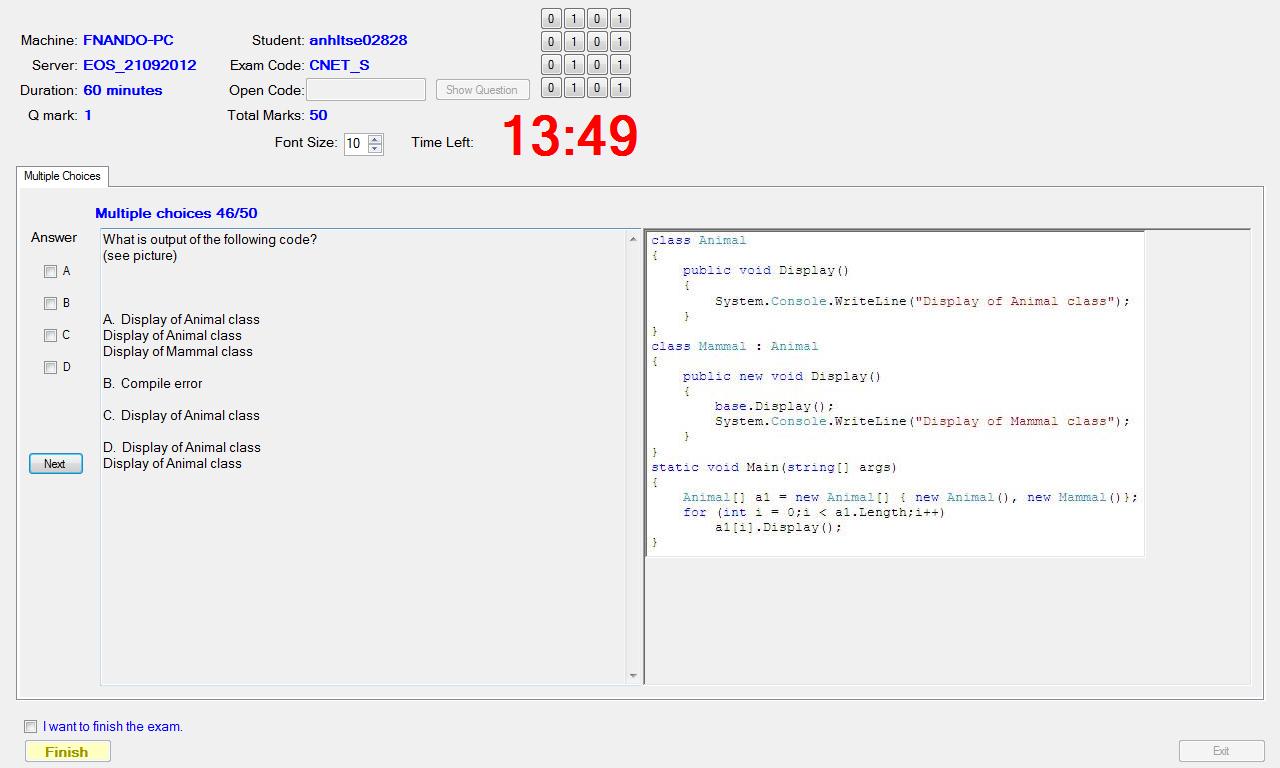 Machine: FNANDO-PC
Student: anhltse02828
Server: EOS_21092012
Exam Code: CNET_S
Duration: 60 minutes
Open Code:
Show Question
Q mark: 1
Total Marks: 50
Font Size: 10
Time Left: 13:49
0 1 0 1
0 1 0 1
0 1 0 1
0 1 0 1
Multiple Choices
Multiple choices 46/50
Answer
A
B
C
D
Next
What is output of the following code?
(see picture)
A. Display of Animal class
Display of Animal class
Display of Mammal class
B. Compile error
C. Display of Animal class
D. Display of Animal class
Display of Animal class
class Animal
{
public void Display()
{
System.Console.WriteLine("Display of Animal class");
}
}
class Mammal : Animal
{
public new void Display()
{
base.Display();
System.Console.WriteLine("Display of Mammal class");
}
}
static void Main(string[] args)
{
Animal[] a1 = new Animal[] { new Animal(), new Mammal()};
for (int i = 0;i < a1.Length;i++)
a1[i].Display();
}
I want to finish the exam.
Finish
Exit